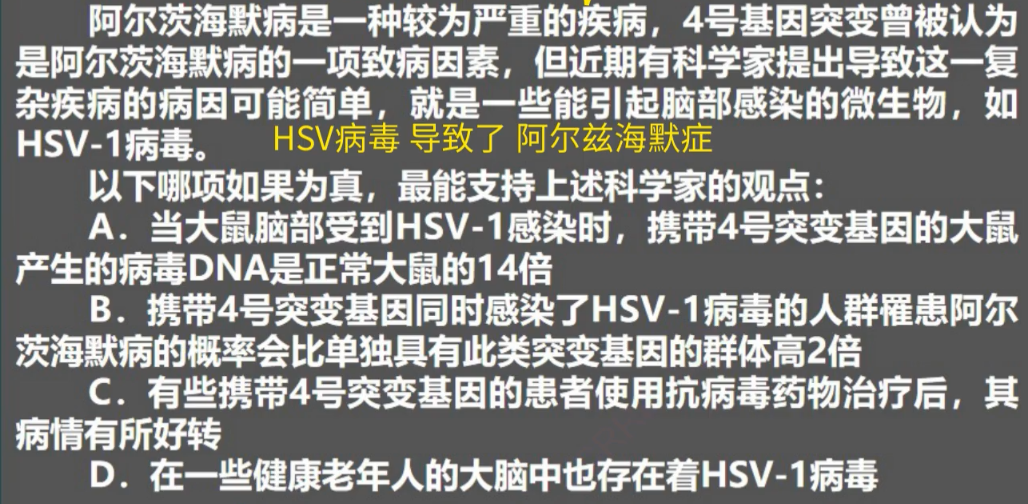 阿尔茨海默病是一种较为严重的疾病，4号基因突变曾被认为
是阿尔茨海默病的一项致病因素，但近期有科学家提出导致这一复
杂疾病的病因可能简单，就是一些能引起脑部感染的微生物，如
HSV-1病毒。
HSV病毒 导致了 阿尔兹海默症
以下哪项如果为真，最能支持上述科学家的观点：
A．当大鼠脑部受到HSV-1感染时，携带4号突变基因的大鼠
产生的病毒DNA是正常大鼠的14倍
B．携带4号突变基因同时感染了HSV-1病毒的人群罹患阿尔
茨海默病的概率会比单独具有此类突变基因的群体高2倍
C．有些携带4号突变基因的患者使用抗病毒药物治疗后，其
病情有所好转
D．在一些健康老年人的大脑中也存在着HSV-1病毒